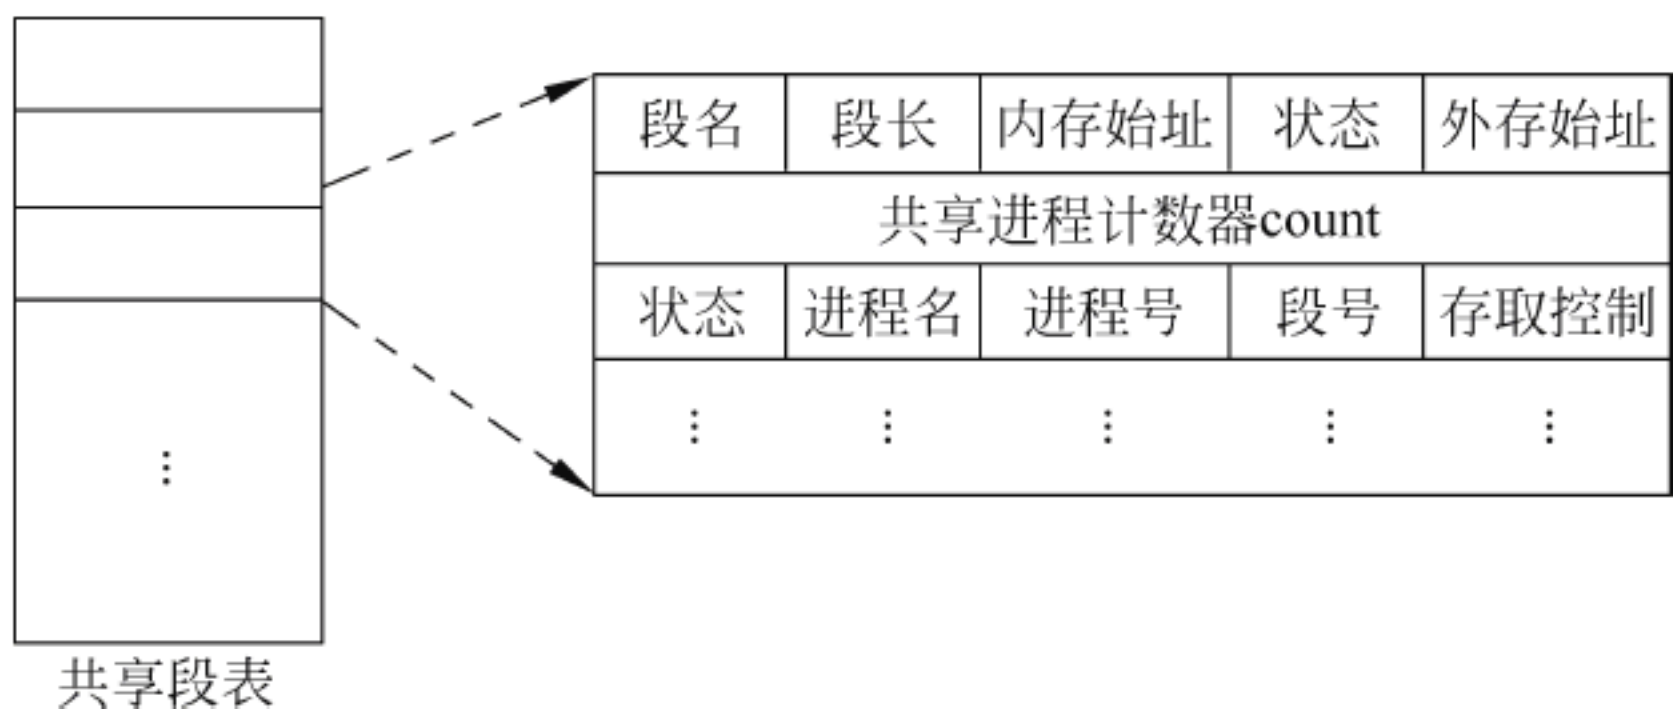 段名 段长 内存始址 状态 外存始址
共享进程计数器count
状态 进程名 进程号 段号 存取控制
⋮ ⋮ ⋮ ⋮ ⋮
⋮
共享段表